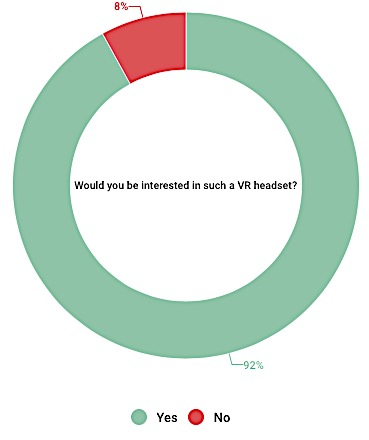 8%
Would you be interested in such a VR headset?
92%
Yes No